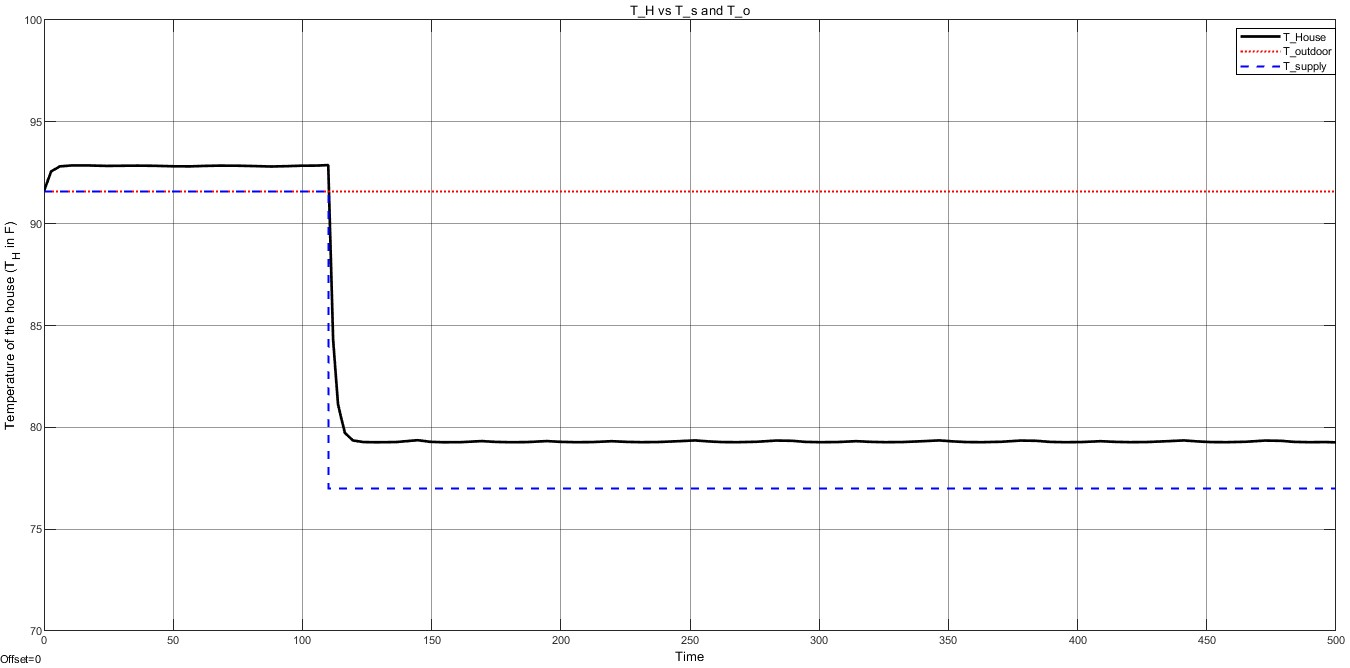 T_H vs T_s and T_o
T_House
T_outdoor
T_supply
Temperature of the house (T_H in F)
100
95
90
85
80
75
70
0 50 100 150 200 250 300 350 400 450 500
Time
Offset=0